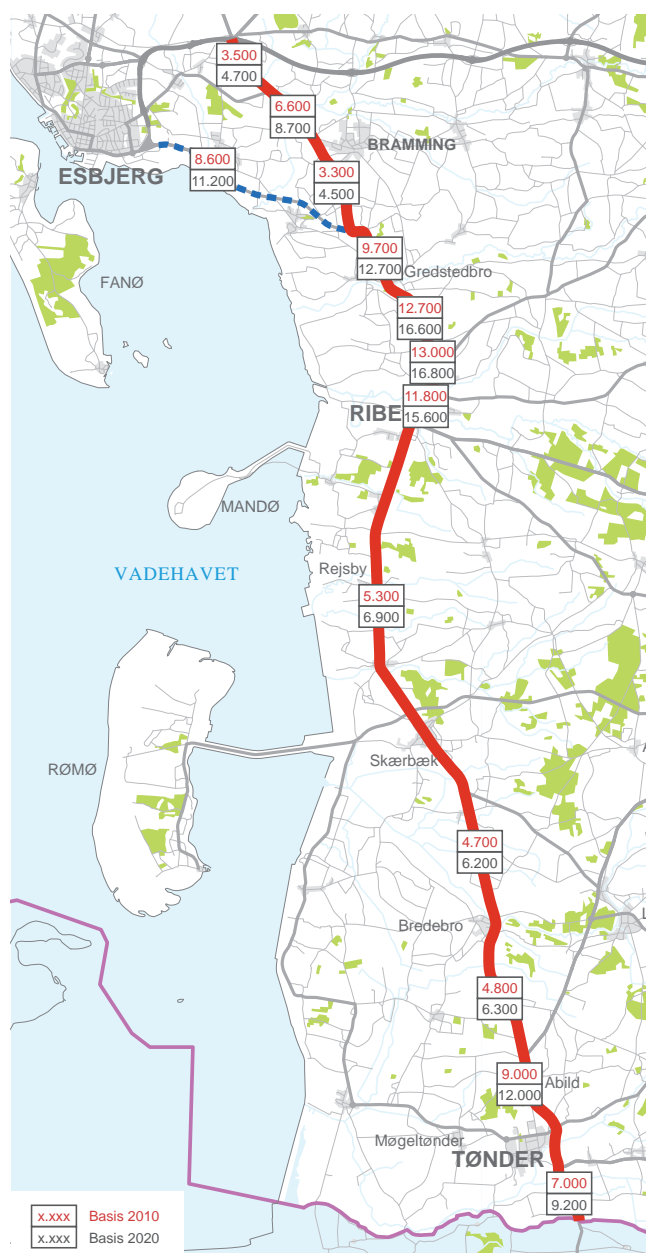 3.500
4.700
6.600
8.700
BRAMMING
8.600
11.200
3.300
4.500
ESBJERG
9.700
12.700
Gredstedbro
FANØ
12.700
16.600
13.000
16.800
11.800
15.600
RIBE
MANDØ
Rejsby
VADEHAVET
5.300
6.900
RØMØ
Skærbæk
4.700
6.200
Bredebro
4.800
6.300
9.000
12.000
Abild
Møgeltønder
TØNDER
7.000
9.200
x.xxx Basis 2010
x.xxx Basis 2020